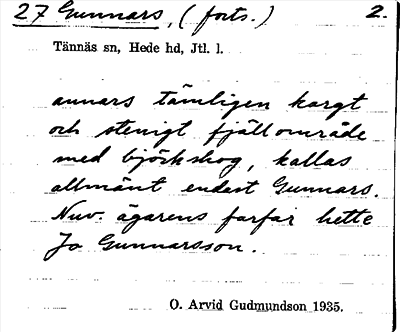 27 Gunnars, (forts.) 2.
Tännäs sn, Hede hd, Jtl. l.
annars tämligen kargt
och stenigt fjällområde
med björkskog, kallas
allmänt endast Gunnars.
Nuv. ägarens farfar hette
Jo Gunnarsson.
O. Arvid Gudmundson 1935.